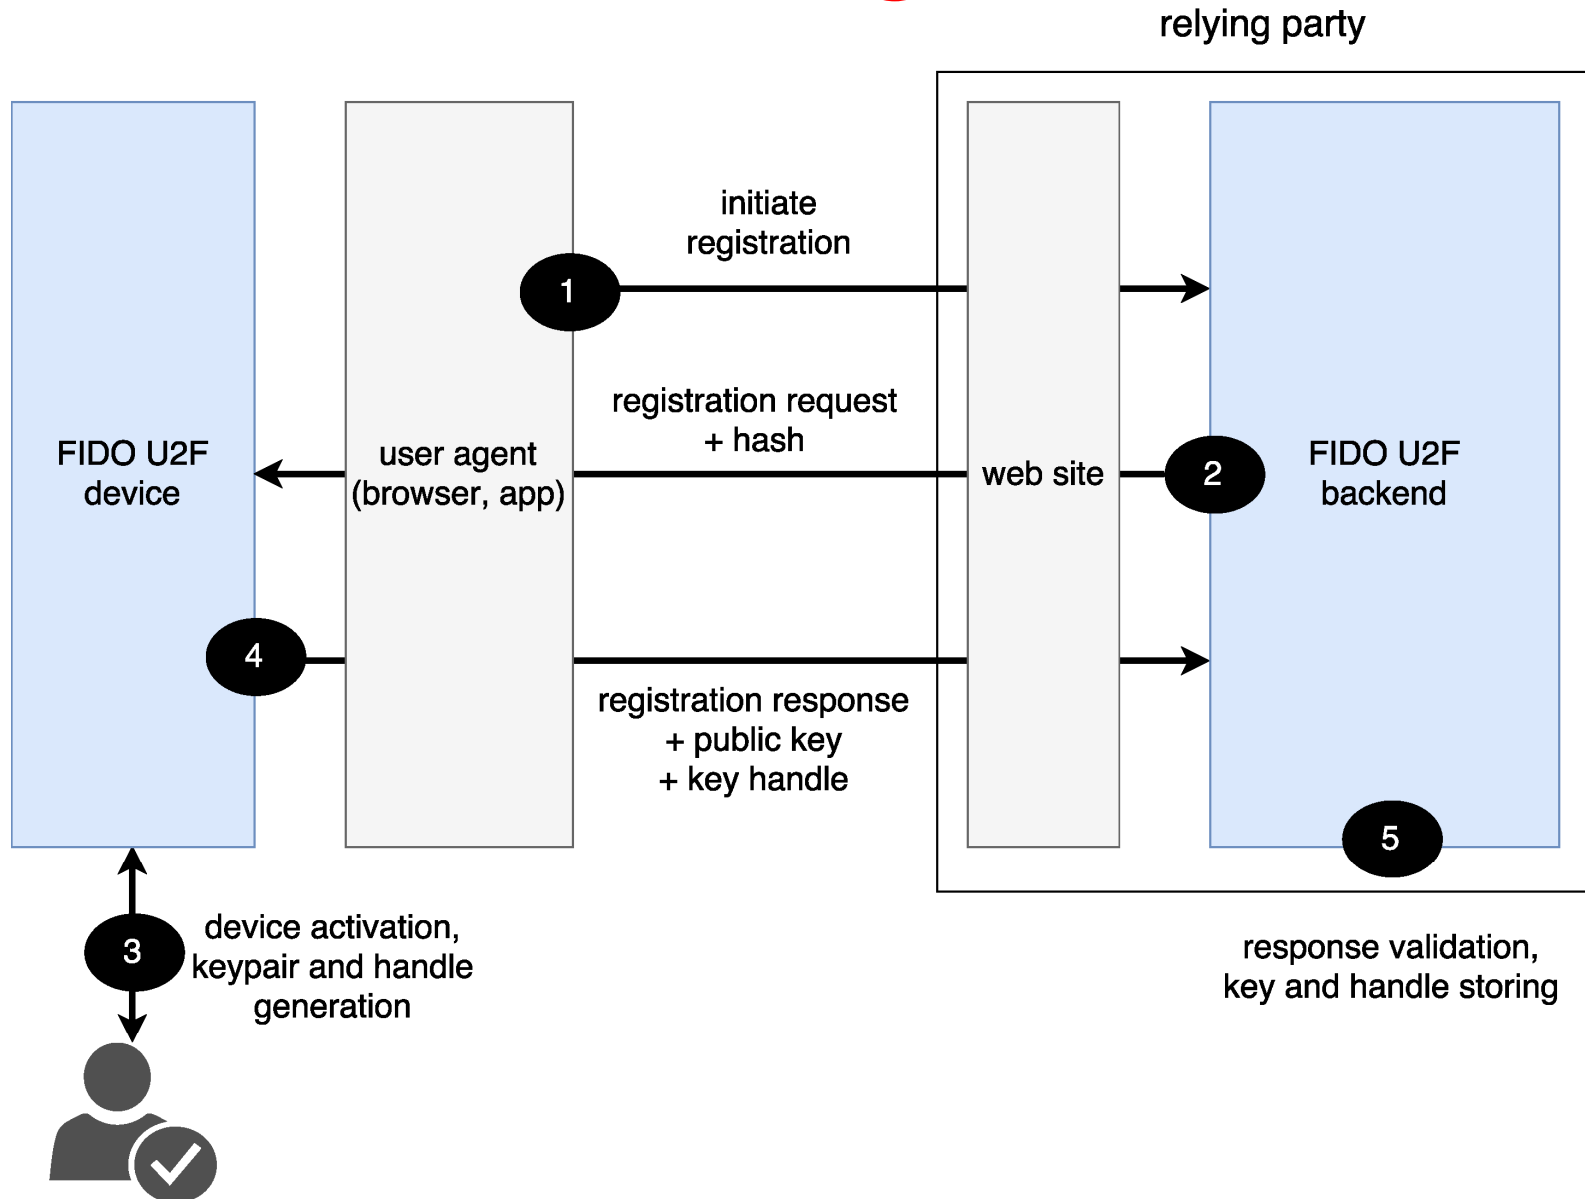 relying party
initiate
registration
1
registration request
+ hash
FIDO U2F
device
user agent
(browser, app)
web site
2
FIDO U2F
backend
4
registration response
+ public key
+ key handle
5
3
device activation,
keypair and handle
generation
response validation,
key and handle storing